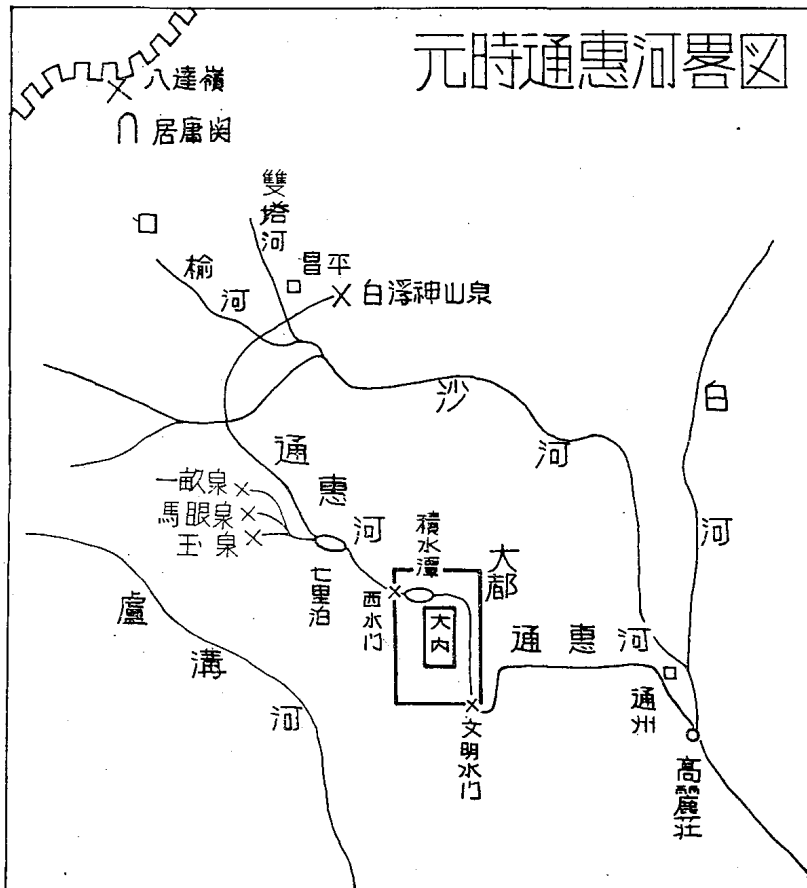 元時通惠河畧図
八達嶺
居庸関
雙塔河
榆河
昌平
白浮神山泉
沙河
白河
通惠河
一畝泉
馬眼泉
玉泉
七里泊
積水潭
西水门
大都
大内
通惠河
通州
文明水门
高麗荘
盧溝河